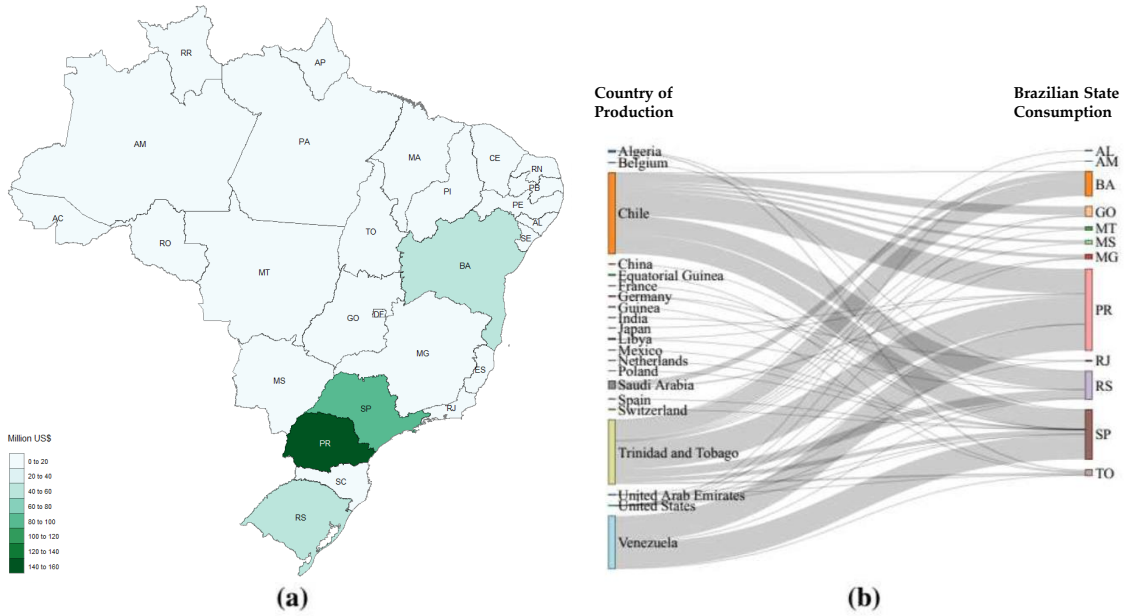 RR
AP
AM
PA
MA
CE
RN
PB
PI
PE
AL
AC
SE
TO
RO
BA
MT
GO
DF
MG
ES
MS
SP
RJ
PR
SC
RS
Million US$
0 to 20
20 to 40
40 to 60
60 to 80
80 to 100
100 to 120
120 to 140
140 to 160
(a)
Country of
Production
Brazilian State
Consumption
Algeria
Belgium
Chile
China
Equatorial Guinea
France
Germany
Guinea
India
Japan
Libya
Mexico
Netherlands
Poland
Saudi Arabia
Spain
Switzerland
Trinidad and Tobago
United Arab Emirates
United States
Venezuela
AL
AM
BA
GO
MT
MS
MG
PR
RJ
RS
SP
TO
(b)